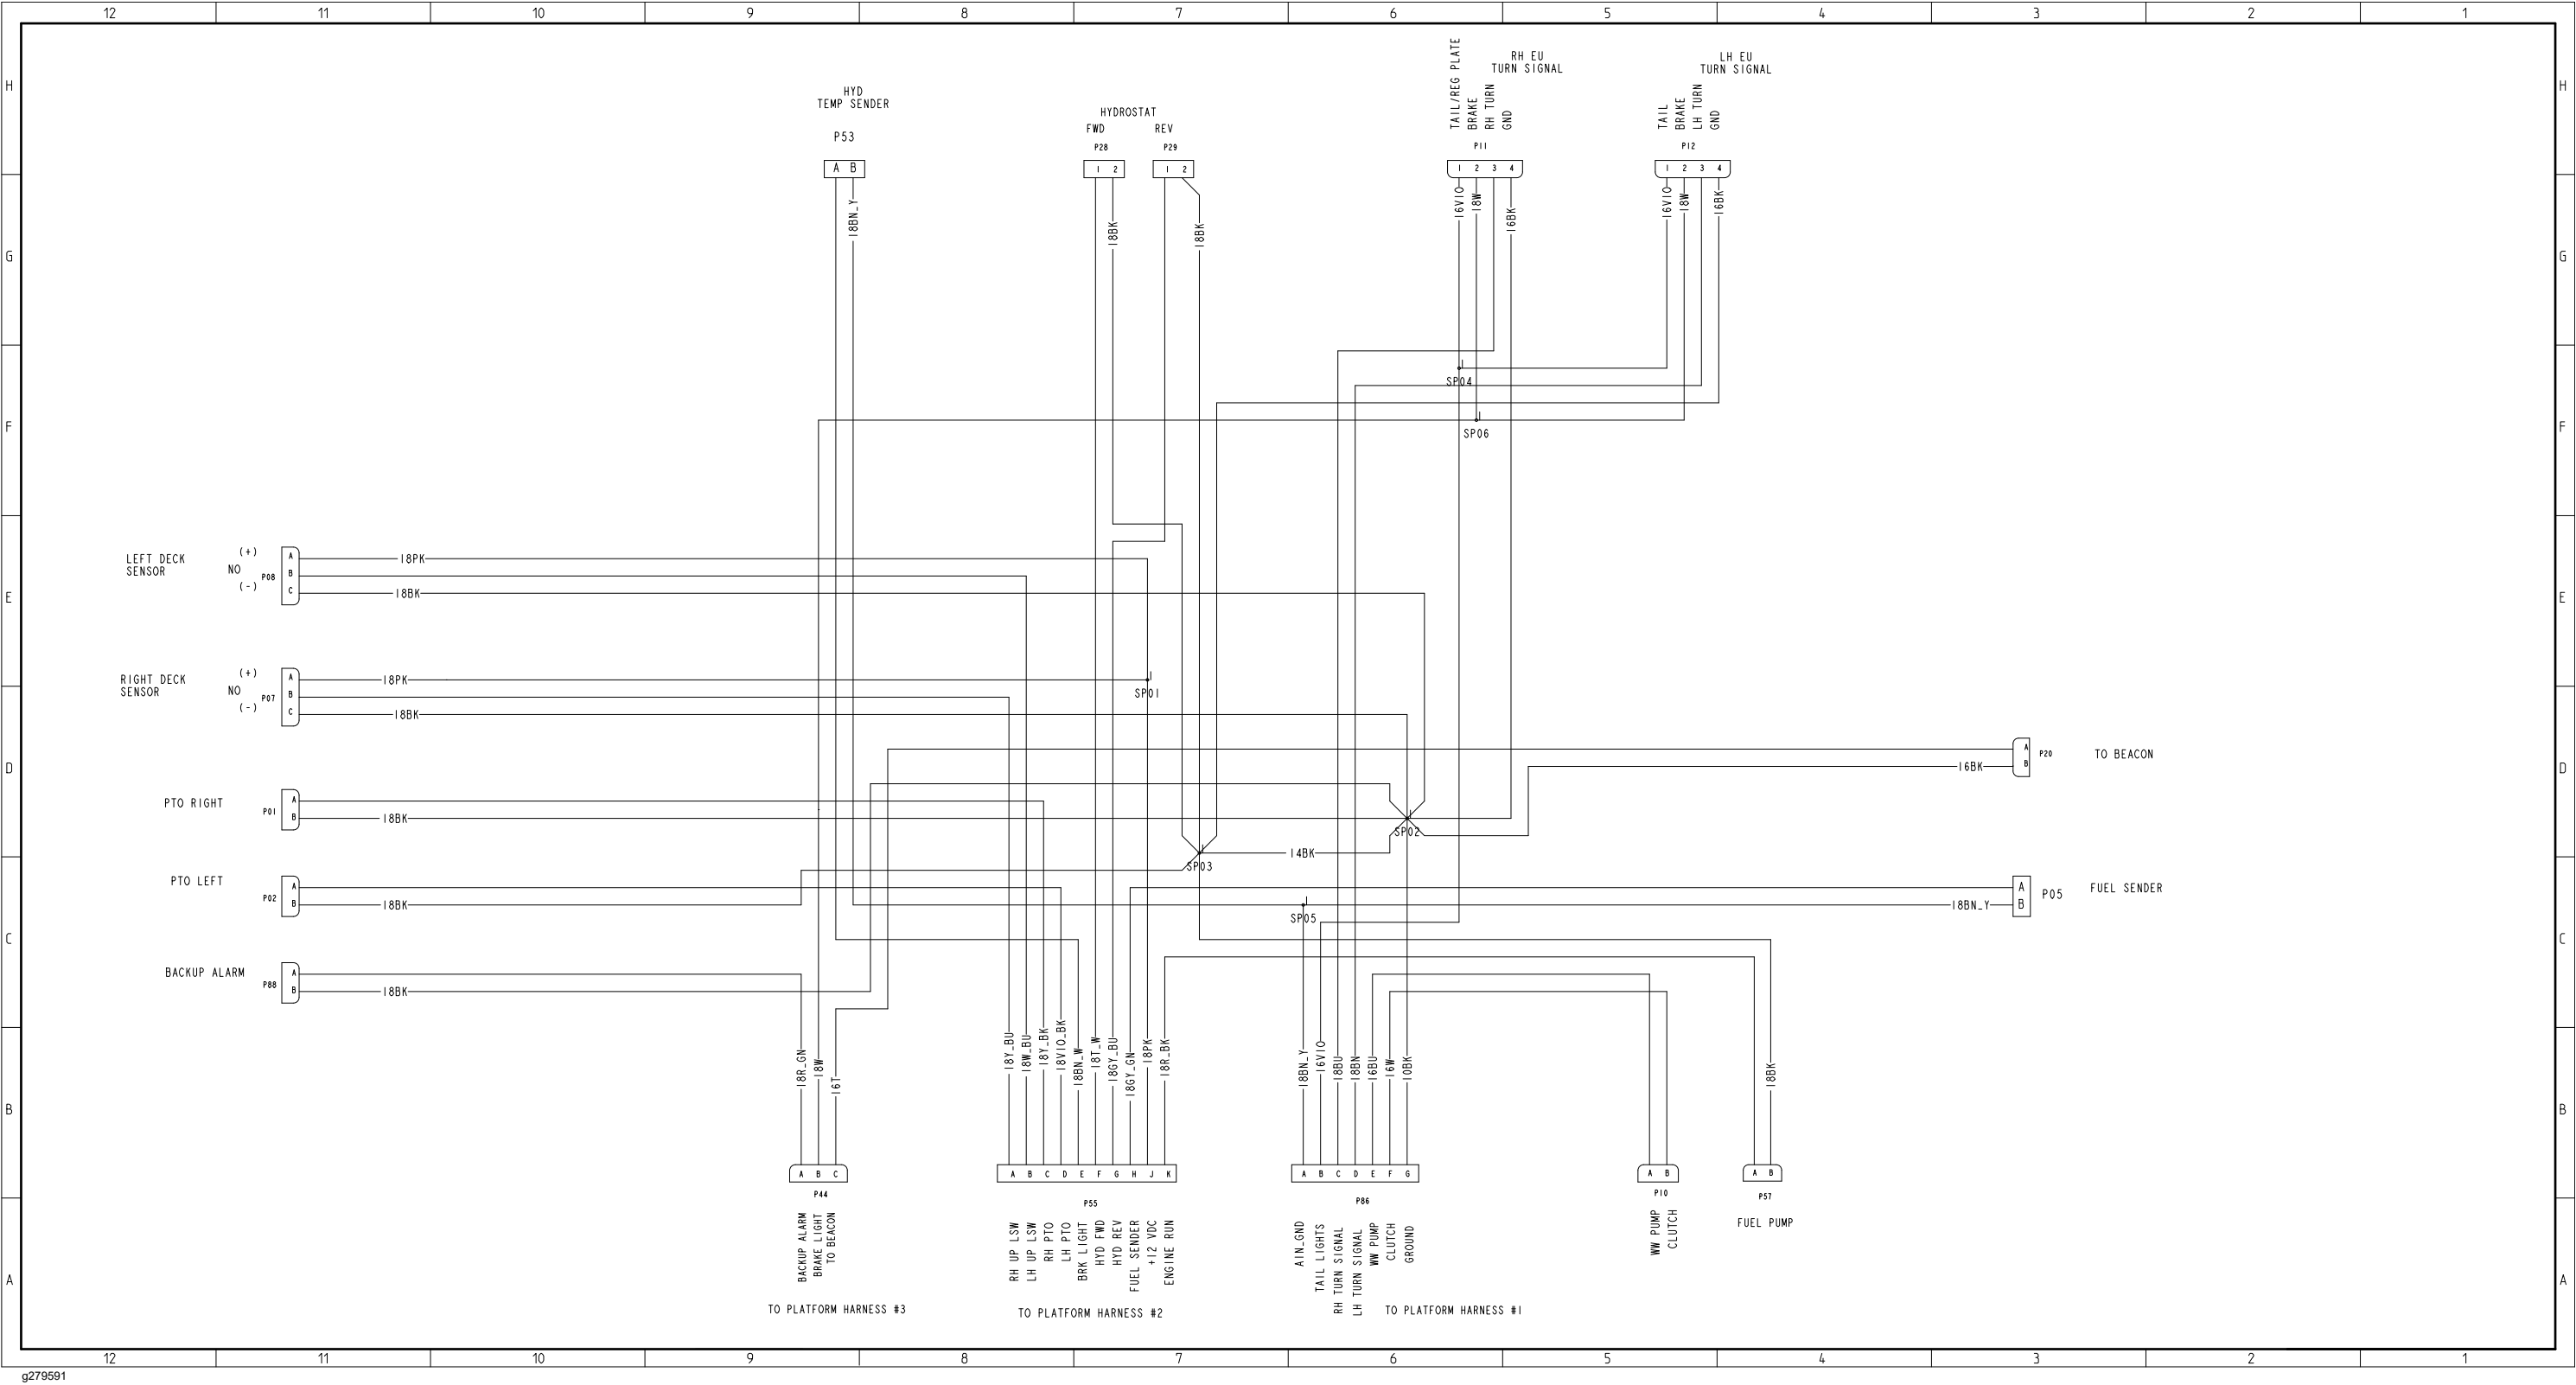 12 11 10 9 8 7 6 5 4 3 2 1
H
H
G
G
F
F
E
E
D
D
C
C
B
B
A
A
HYD
TEMP SENDER
P53
A B
18BN_Y
HYDROSTAT
FWD REV
P28 P29
1 2 1 2
18BK
18BK
TAIL/REG PLATE
BRAKE
RH TURN
GND
RH EU
TURN SIGNAL
P11
1 2 3 4
16VIO
18W
16BK
TAIL
BRAKE
LH TURN
GND
LH EU
TURN SIGNAL
P12
1 2 3 4
16VIO
18W
16BK
SP04
SP06
LEFT DECK
SENSOR
(+)
NO
(-)
P08
A
B
C
18PK
18BK
RIGHT DECK
SENSOR
(+)
NO
(-)
P07
A
B
C
18PK
18BK
SP01
PTO RIGHT
P01
A
B
18BK
SP02
P20
A
B
16BK
TO BEACON
PTO LEFT
P02
A
B
18BK
SP03
14BK
SP05
A
B
P05
FUEL SENDER
18BN_Y
BACKUP ALARM
P88
A
B
18BK
18R_GN
18W
16T
A B C
P44
BACKUP ALARM
BRAKE LIGHT
TO BEACON
TO PLATFORM HARNESS #3
18Y_BU
18W_BU
18Y_BK
18VIO_BK
18BN_W
18T_W
18GY_BU
18GY_GN
18PK
18R_BK
A B C D E F G H J K
P55
RH UP LSW
LH UP LSW
RH PTO
LH PTO
BRK LIGHT
HYD FWD
HYD REV
FUEL SENDER
+12 VDC
ENGINE RUN
TO PLATFORM HARNESS #2
18BN_Y
16VIO
18BU
18BN
16BU
16W
10BK
A B C D E F G
P86
AIN_GND
TAIL LIGHTS
RH TURN SIGNAL
LH TURN SIGNAL
WW PUMP
CLUTCH
GROUND
TO PLATFORM HARNESS #1
A B
P10
WW PUMP
CLUTCH
18BK
A B
P57
FUEL PUMP
12 11 10 9 8 7 6 5 4 3 2 1
g279591